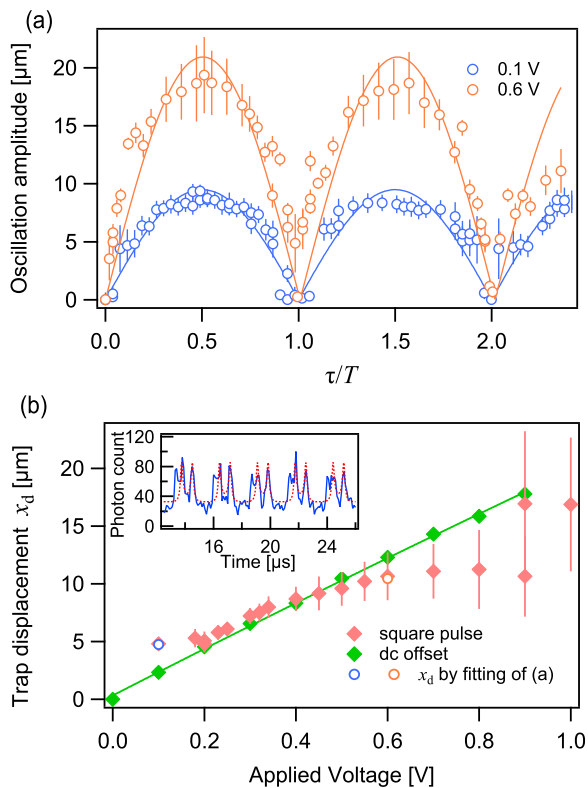 (a)
Oscillation amplitude [μm]
20
15
10
5
0
0.1 V
0.6 V
0.0 0.5 1.0 1.5 2.0
τ/T
(b)
Trap displacement xd [μm]
20
15
10
5
0
Photon count
120
80
40
0
16 20 24
Time [μs]
square pulse
dc offset
xd by fitting of (a)
0.0 0.2 0.4 0.6 0.8 1.0
Applied Voltage [V]